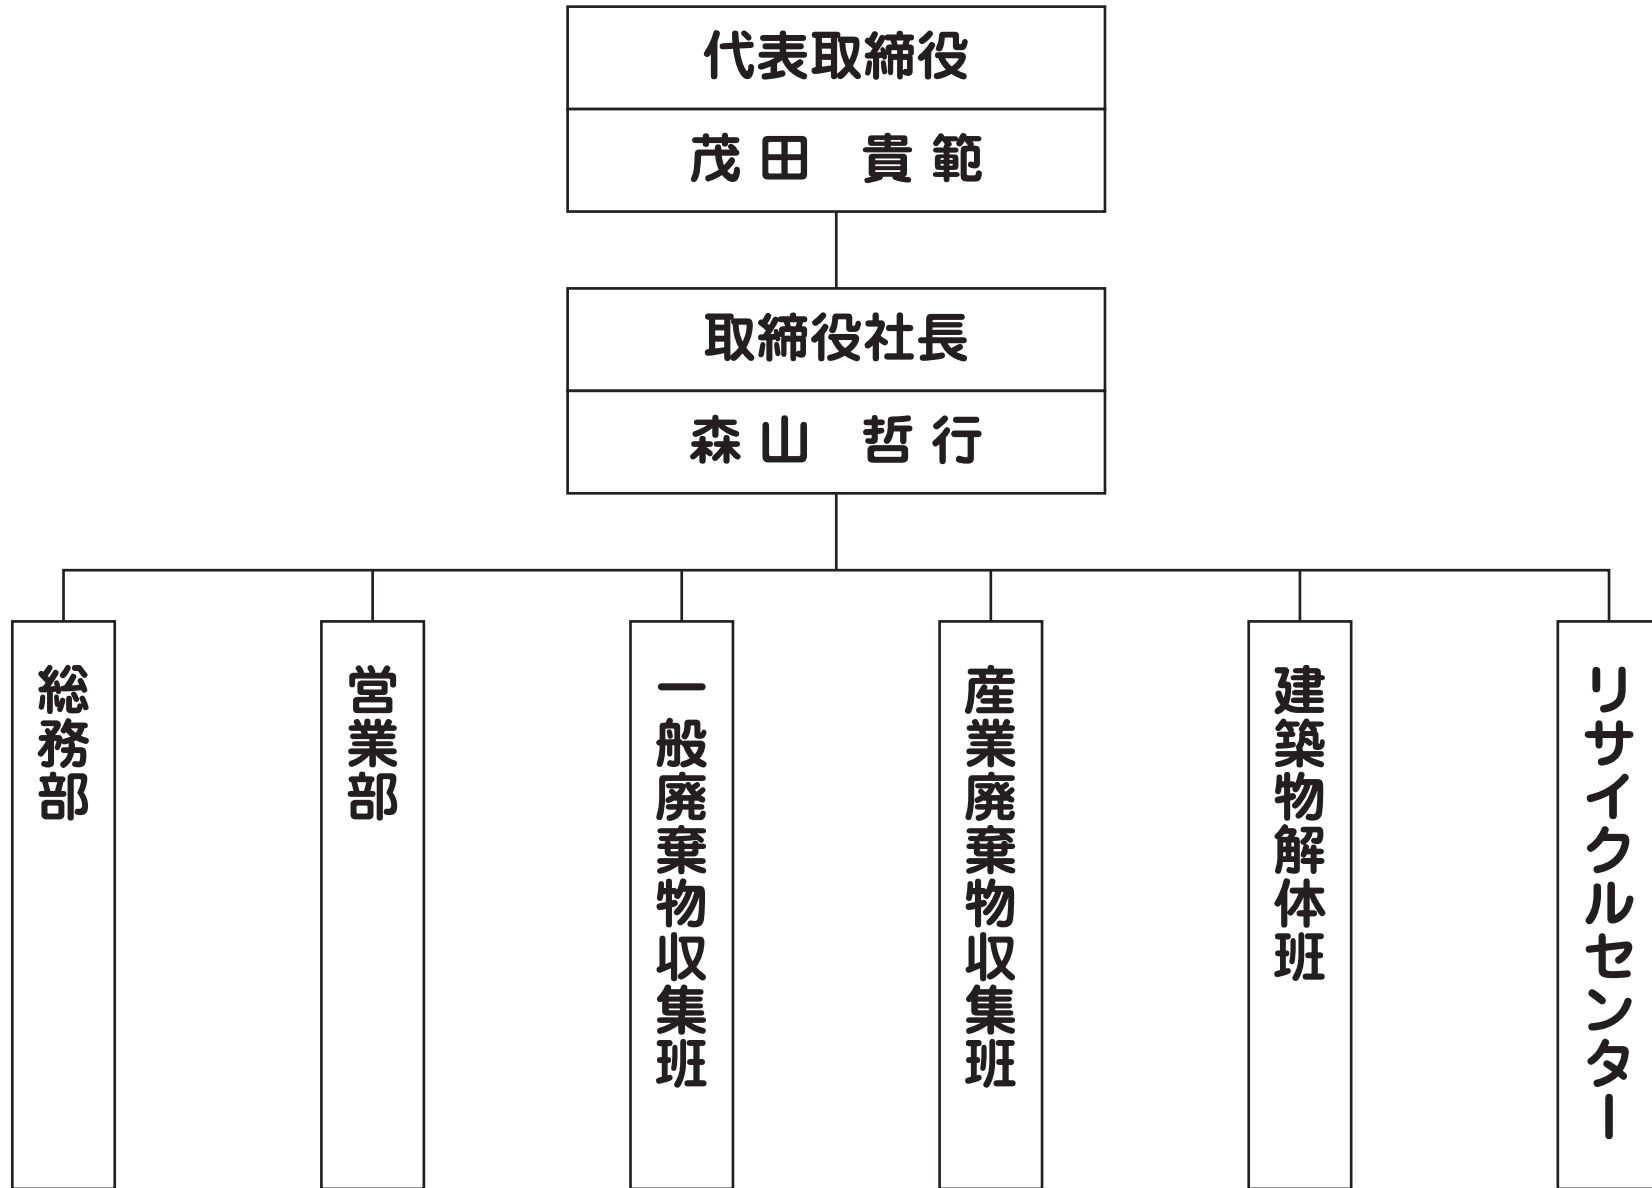 代表取締役
茂田　貴範
取締役社長
森山　哲行
総務部
営業部
一般廃棄物収集班
産業廃棄物収集班
建築物解体班
リサイクルセンター